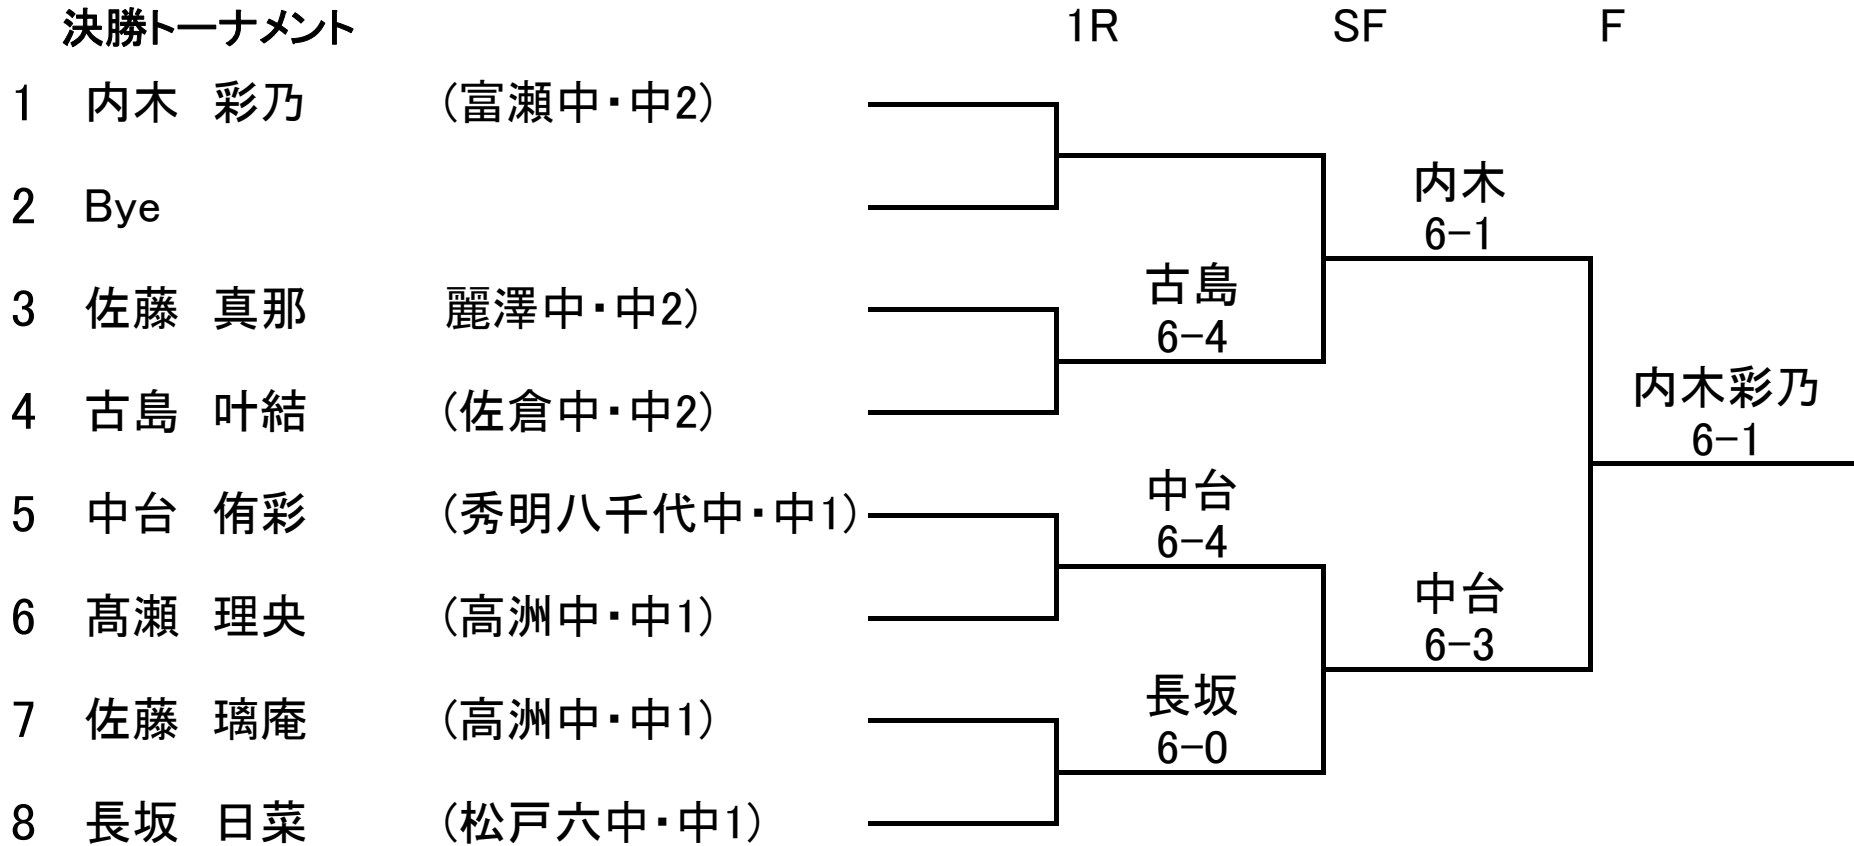 決勝トーナメント 1R SF F
1 内木 彩乃 (富瀬中・中2)
内木
2 Bye
6-1
古島
3 佐藤 真那 麗澤中・中2)
6-4
内木彩乃
4 古島 叶結 (佐倉中・中2)
6-1
中台
5 中台 侑彩 (秀明八千代中・中1)
6-4
中台
6 髙瀬 理央 (高洲中・中1)
6-3
長坂
7 佐藤 璃庵 (高洲中・中1)
6-0
8 長坂 日菜 (松戸六中・中1)